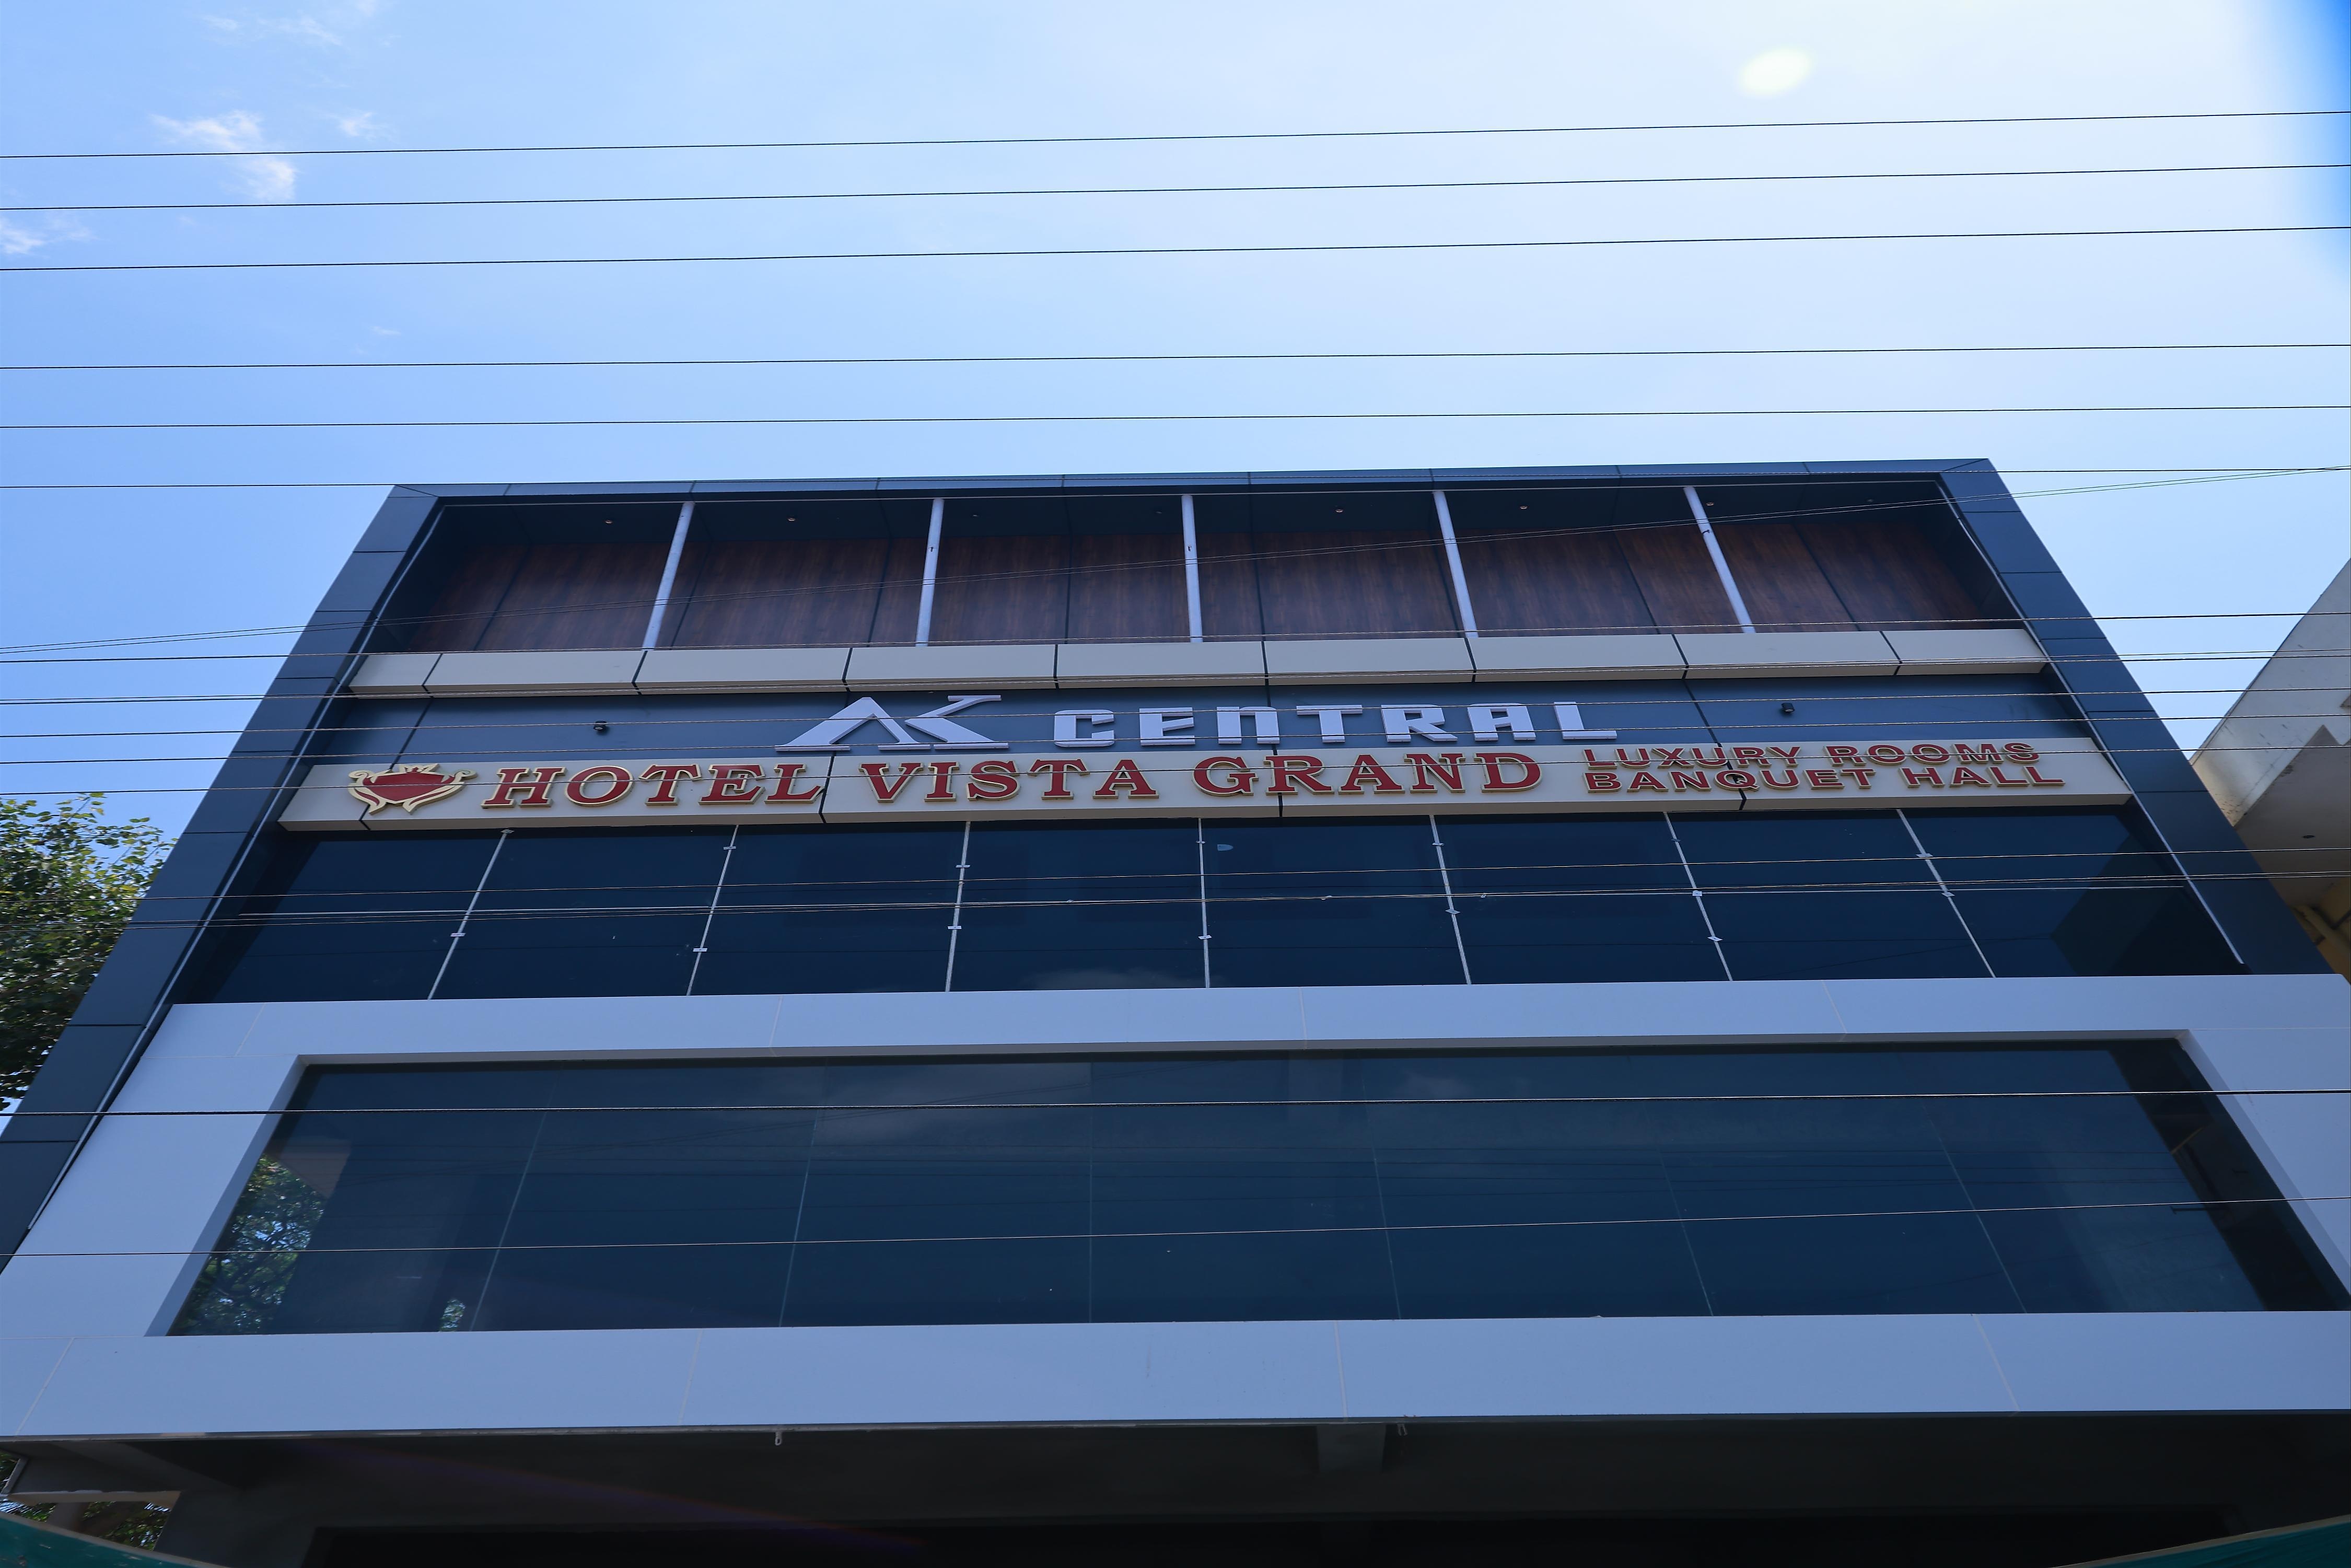 AK CENTRAL
HOTEL VISTA GRAND
LUXURY ROOMS
BANQUET HALL